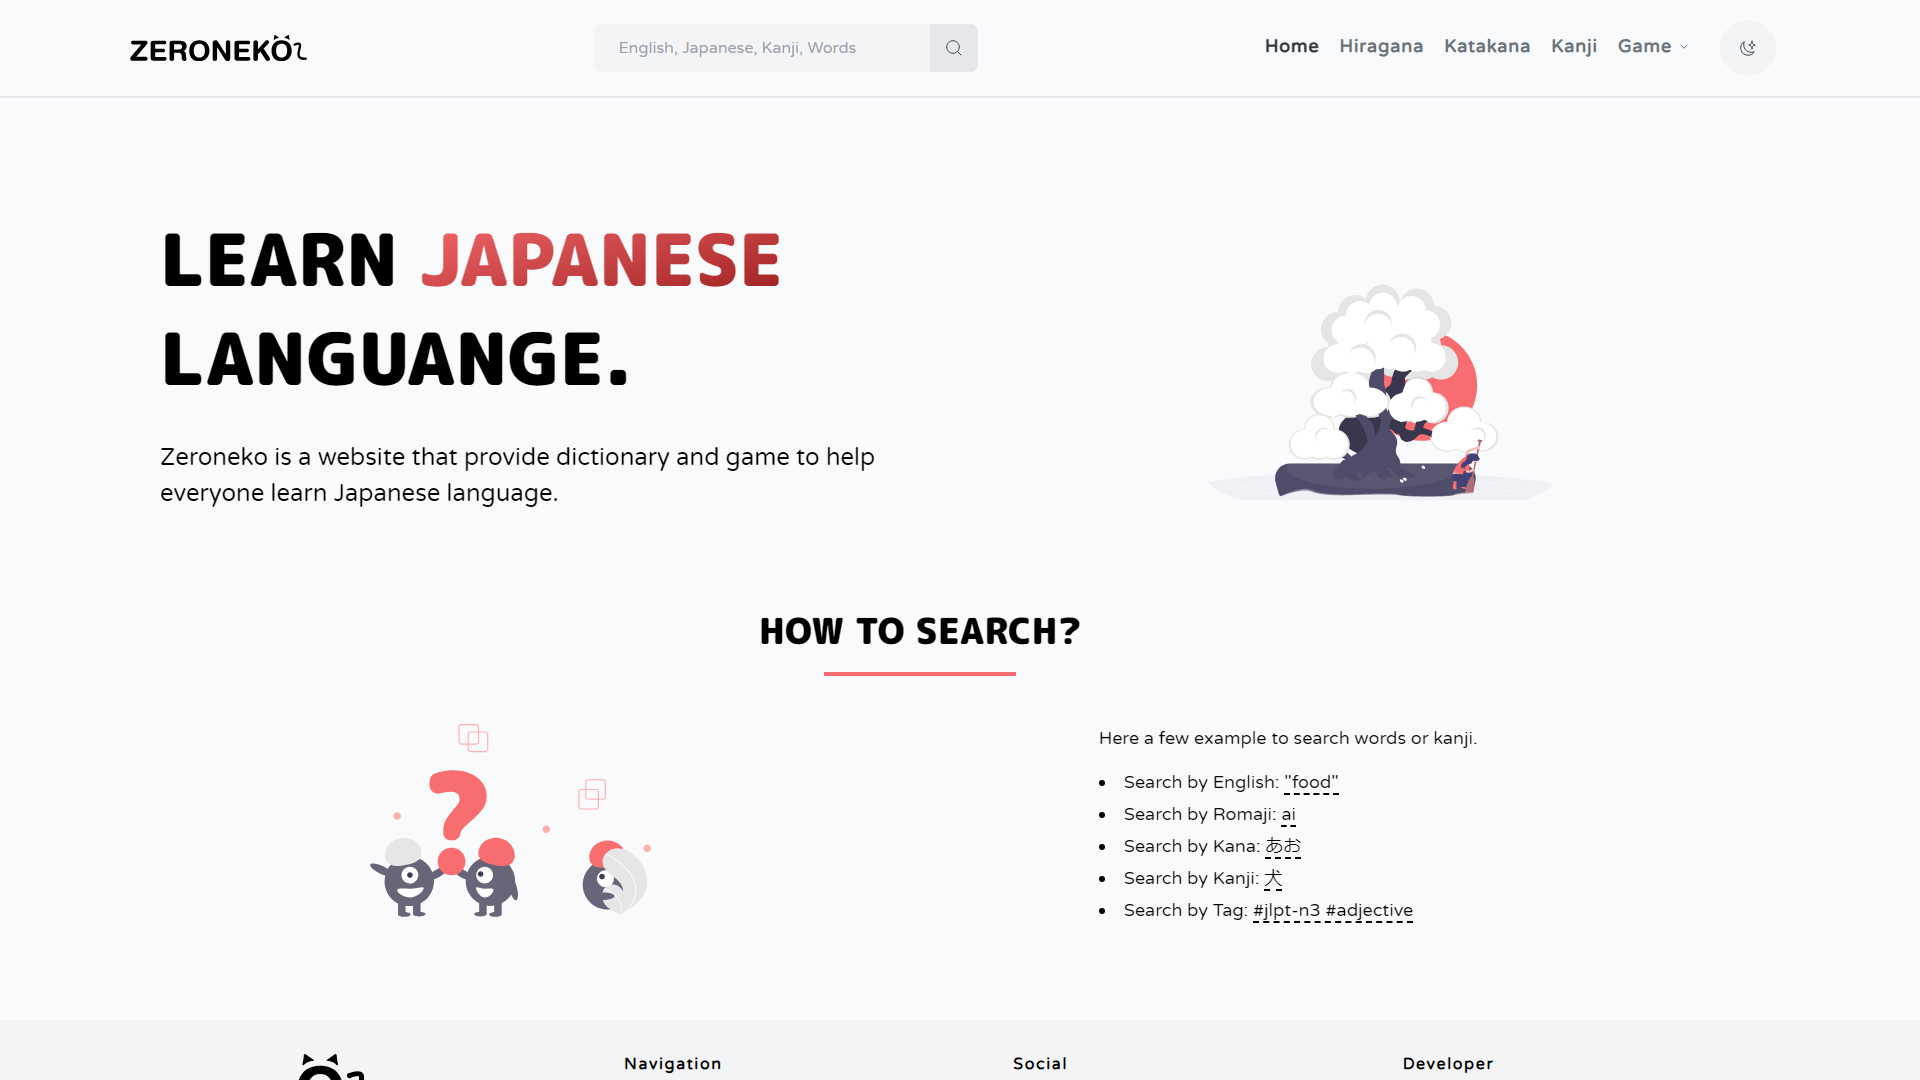 ZERONEKO
English, Japanese, Kanji, Words
Home Hiragana Katakana Kanji Game
LEARN JAPANESE
LANGUANGE.
Zeroneko is a website that provide dictionary and game to help
everyone learn Japanese language.
HOW TO SEARCH?
Here a few example to search words or kanji.
Search by English: "food"
Search by Romaji: ai
Search by Kana: あお
Search by Kanji: 犬
Search by Tag: #jlpt-n3 #adjective
Navigation Social Developer